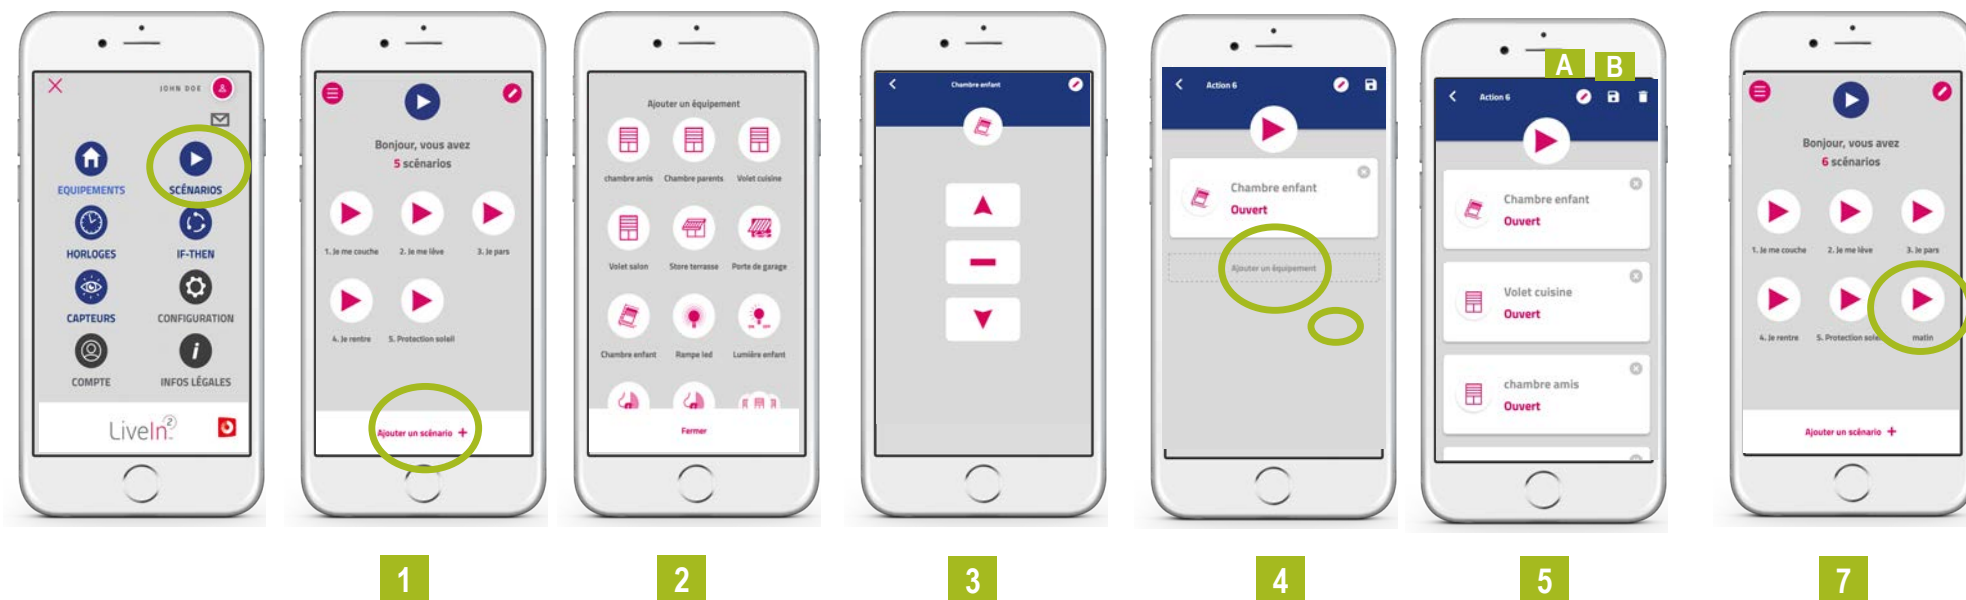 JOHN DOE
EQUIPEMENTS
SCÉNARIOS
HORLOGES
IF-THEN
CAPTEURS
CONFIGURATION
COMPTE
INFOS LÉGALES
LiveIn2
Bonjour, vous avez
5 scénarios
1. Je me couche
2. Je me lève
3. Je pars
4. Je rentre
5. Protection soleil
Ajouter un scénario +
1
Ajouter un équipement
chambre amis
Chambre parents
Volet cuisine
Volet salon
Store terrasse
Porte de garage
Chambre enfant
Rampe led
Lumière enfant
Fermer
2
Chambre enfant
3
Action 6
Chambre enfant
Ouvert
Ajouter un équipement
4
A
B
Action 6
Chambre enfant
Ouvert
Volet cuisine
Ouvert
chambre amis
Ouvert
5
Bonjour, vous avez
6 scénarios
1. Je me couche
2. Je me lève
3. Je pars
4. Je rentre
5. Protection solei
matin
Ajouter un scénario +
7